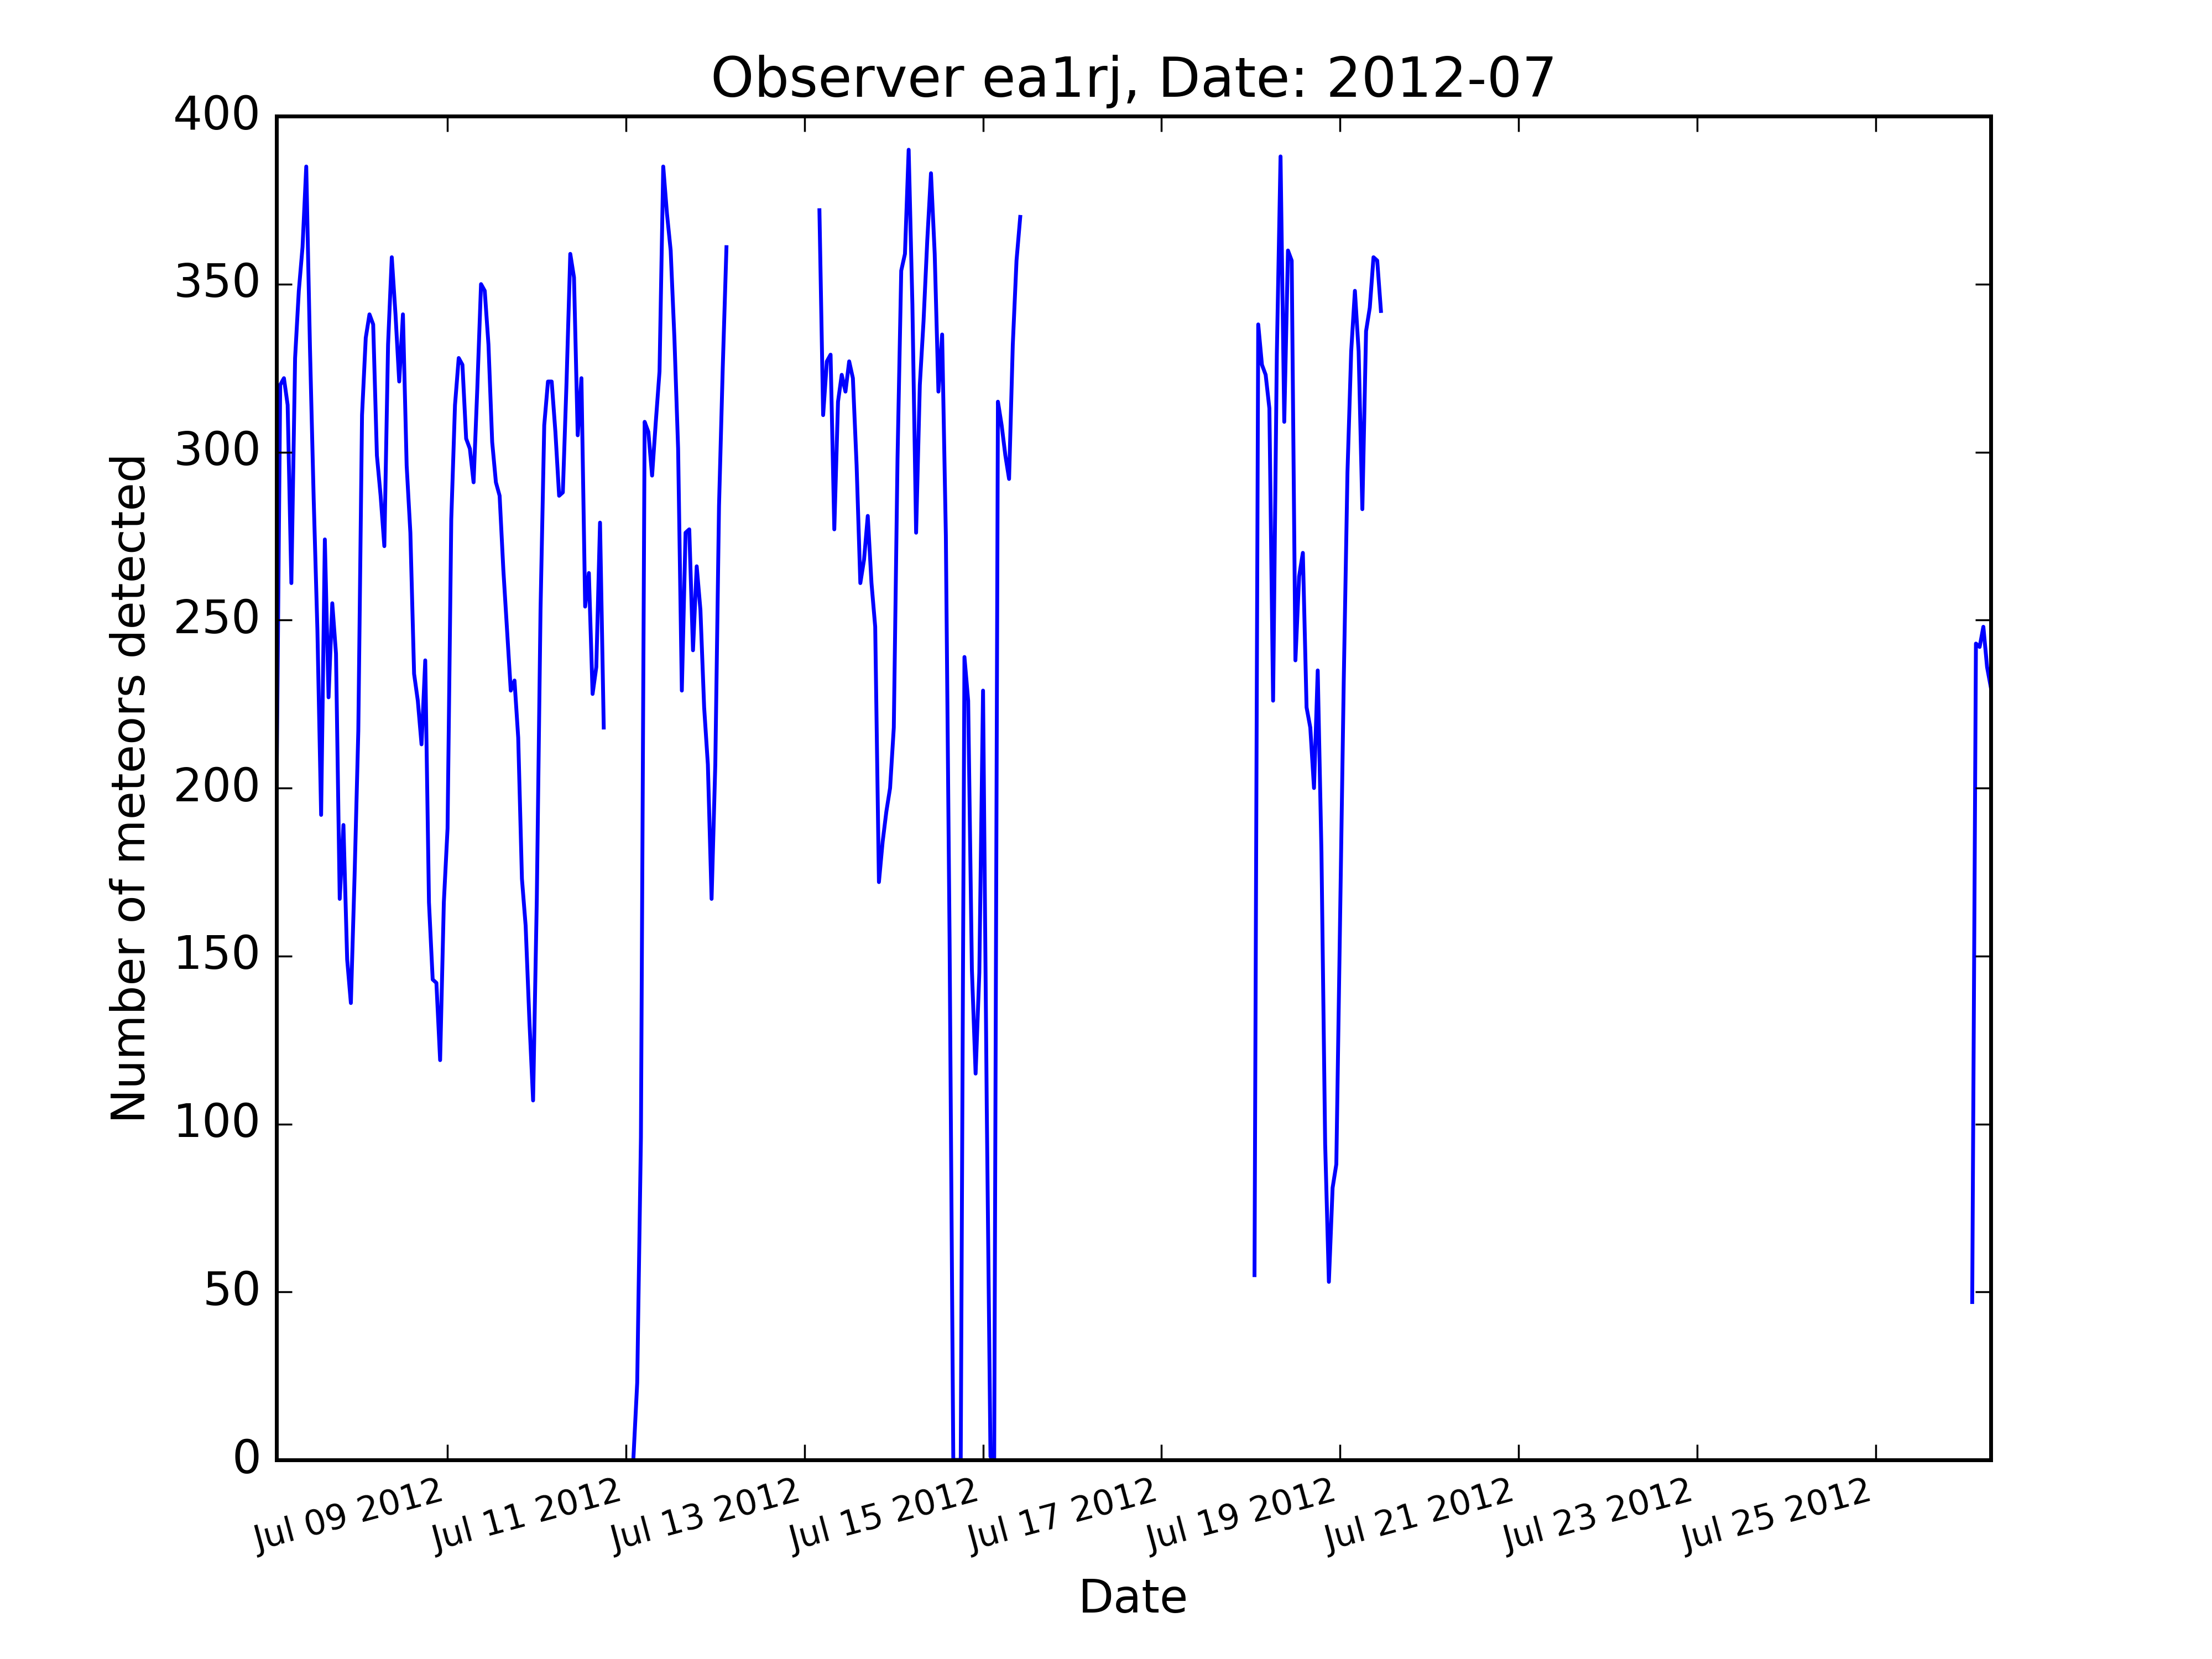 Observer ea1rj, Date: 2012-07
400
350
300
250
200
150
100
50
0
Number of meteors detected
Jul 09 2012
Jul 11 2012
Jul 13 2012
Jul 15 2012
Jul 17 2012
Jul 19 2012
Jul 21 2012
Jul 23 2012
Jul 25 2012
Date